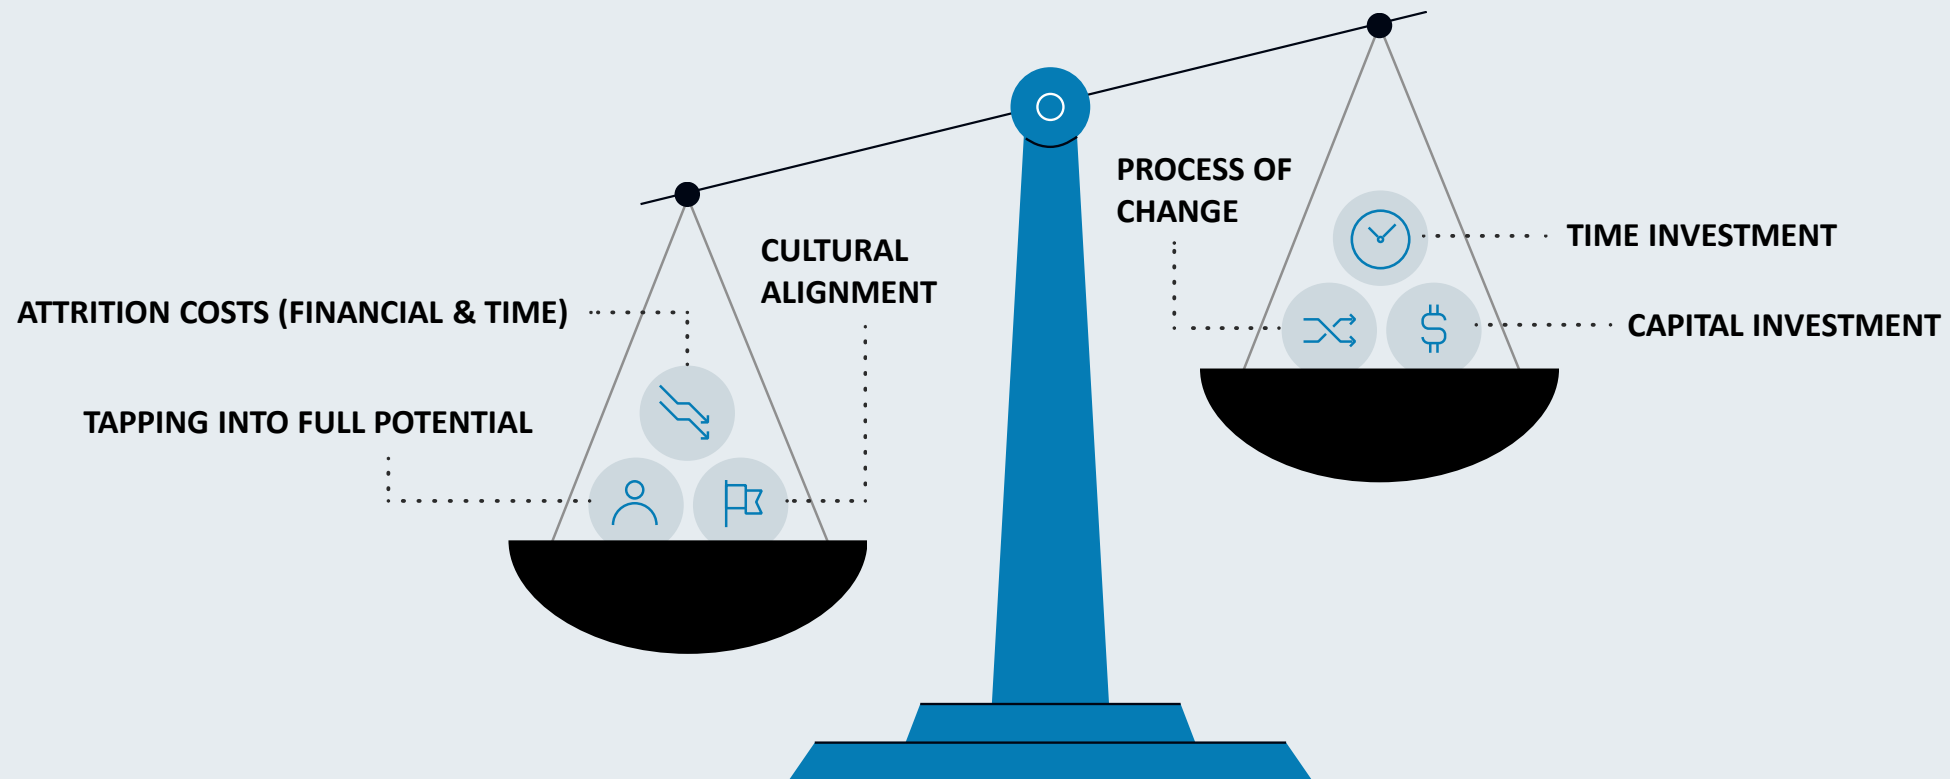 PROCESS OF
CHANGE
TIME INVESTMENT
CULTURAL
ALIGNMENT
ATTRITION COSTS (FINANCIAL & TIME)
CAPITAL INVESTMENT
TAPPING INTO FULL POTENTIAL